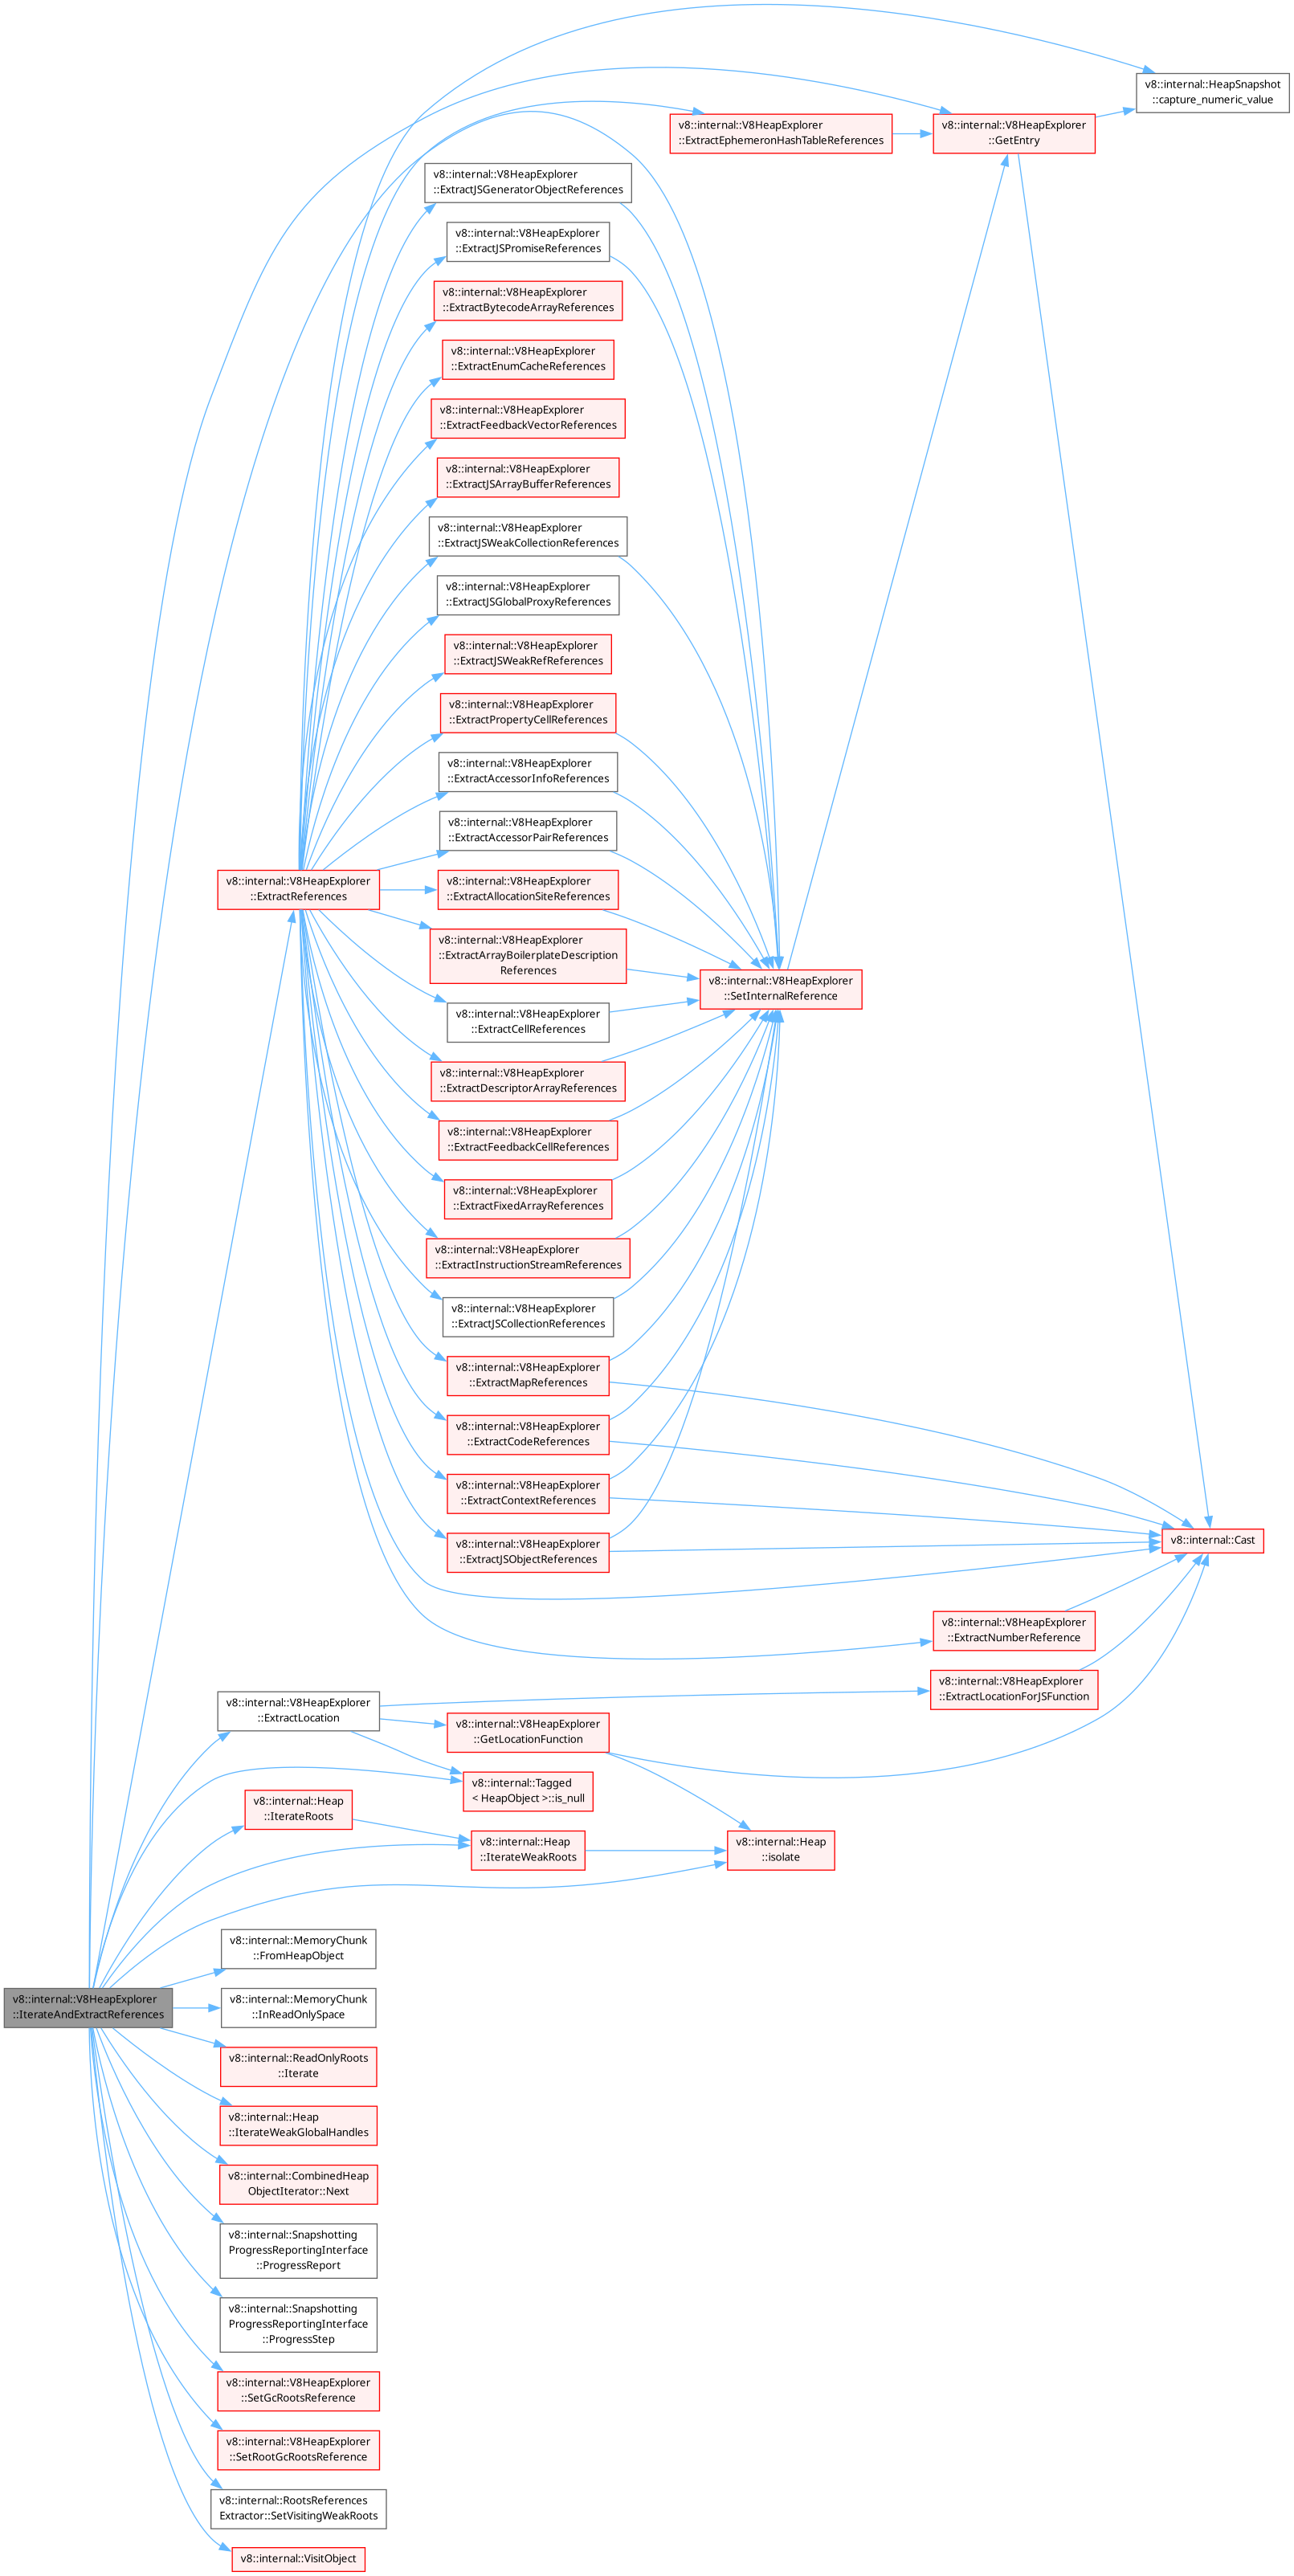 v8::internal::HeapSnapshot
::capture_numeric_value
v8::internal::V8HeapExplorer
::ExtractEphemeronHashTableReferences
v8::internal::V8HeapExplorer
::GetEntry
v8::internal::V8HeapExplorer
::ExtractJSGeneratorObjectReferences
v8::internal::V8HeapExplorer
::ExtractJSPromiseReferences
v8::internal::V8HeapExplorer
::ExtractBytecodeArrayReferences
v8::internal::V8HeapExplorer
::ExtractEnumCacheReferences
v8::internal::V8HeapExplorer
::ExtractFeedbackVectorReferences
v8::internal::V8HeapExplorer
::ExtractJSArrayBufferReferences
v8::internal::V8HeapExplorer
::ExtractJSWeakCollectionReferences
v8::internal::V8HeapExplorer
::ExtractJSGlobalProxyReferences
v8::internal::V8HeapExplorer
::ExtractJSWeakRefReferences
v8::internal::V8HeapExplorer
::ExtractPropertyCellReferences
v8::internal::V8HeapExplorer
::ExtractAccessorInfoReferences
v8::internal::V8HeapExplorer
::ExtractAccessorPairReferences
v8::internal::V8HeapExplorer
::ExtractReferences
v8::internal::V8HeapExplorer
::ExtractAllocationSiteReferences
v8::internal::V8HeapExplorer
::ExtractArrayBoilerplateDescription
References
v8::internal::V8HeapExplorer
::SetInternalReference
v8::internal::V8HeapExplorer
::ExtractCellReferences
v8::internal::V8HeapExplorer
::ExtractDescriptorArrayReferences
v8::internal::V8HeapExplorer
::ExtractFeedbackCellReferences
v8::internal::V8HeapExplorer
::ExtractFixedArrayReferences
v8::internal::V8HeapExplorer
::ExtractInstructionStreamReferences
v8::internal::V8HeapExplorer
::ExtractJSCollectionReferences
v8::internal::V8HeapExplorer
::ExtractMapReferences
v8::internal::V8HeapExplorer
::ExtractCodeReferences
v8::internal::V8HeapExplorer
::ExtractContextReferences
v8::internal::V8HeapExplorer
::ExtractJSObjectReferences
v8::internal::Cast
v8::internal::V8HeapExplorer
::ExtractNumberReference
v8::internal::V8HeapExplorer
::ExtractLocationForJSFunction
v8::internal::V8HeapExplorer
::ExtractLocation
v8::internal::V8HeapExplorer
::GetLocationFunction
v8::internal::Tagged
< HeapObject >::is_null
v8::internal::Heap
::IterateRoots
v8::internal::Heap
::IterateWeakRoots
v8::internal::Heap
::isolate
v8::internal::MemoryChunk
::FromHeapObject
v8::internal::V8HeapExplorer
::IterateAndExtractReferences
v8::internal::MemoryChunk
::InReadOnlySpace
v8::internal::ReadOnlyRoots
::Iterate
v8::internal::Heap
::IterateWeakGlobalHandles
v8::internal::CombinedHeap
ObjectIterator::Next
v8::internal::Snapshotting
ProgressReportingInterface
::ProgressReport
v8::internal::Snapshotting
ProgressReportingInterface
::ProgressStep
v8::internal::V8HeapExplorer
::SetGcRootsReference
v8::internal::V8HeapExplorer
::SetRootGcRootsReference
v8::internal::RootsReferences
Extractor::SetVisitingWeakRoots
v8::internal::VisitObject